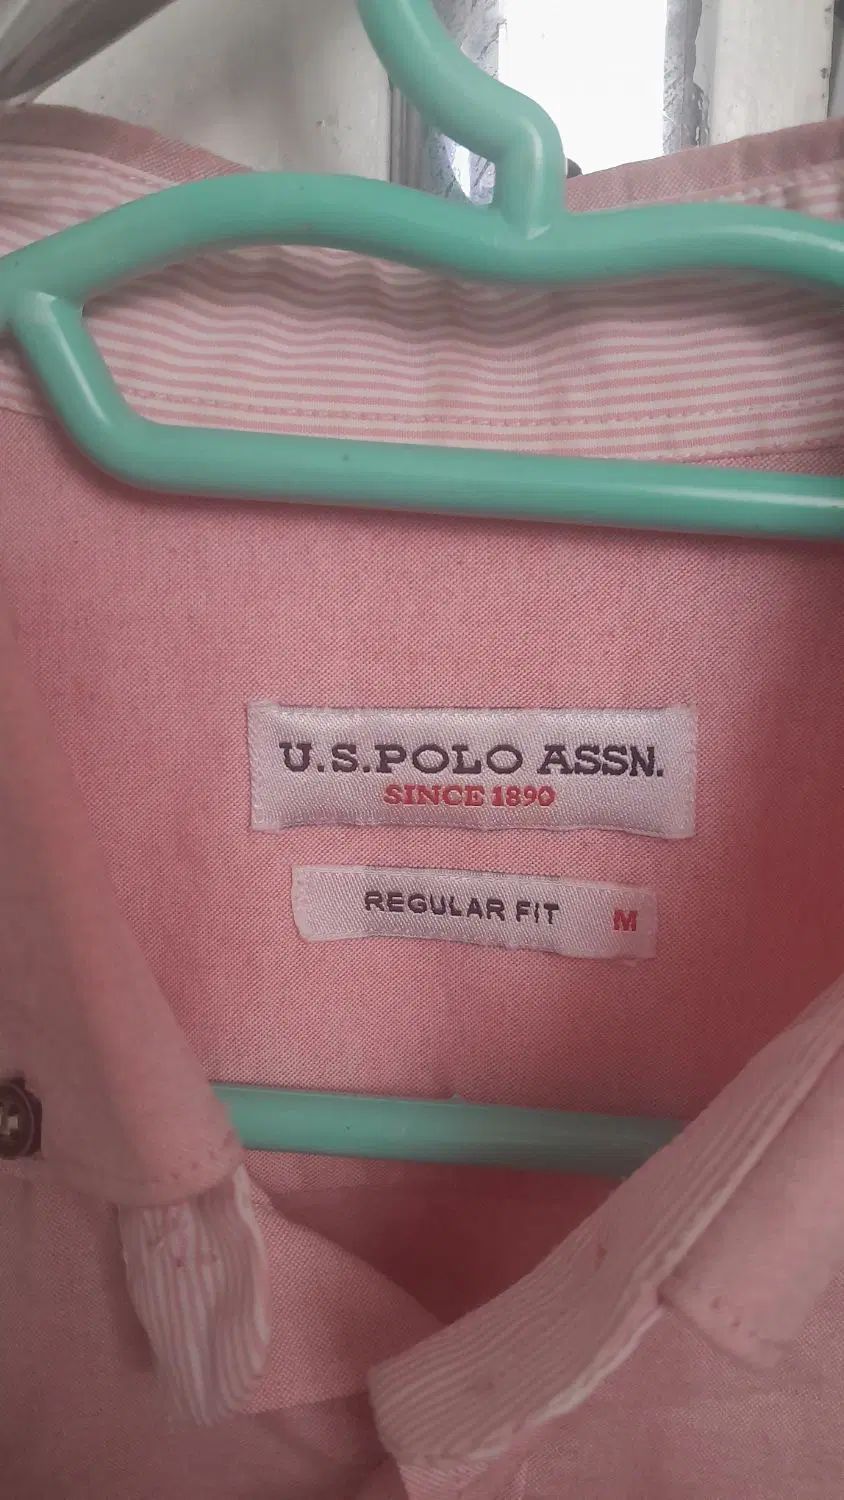 U.S.POLO ASSN.
SINCE 1890
REGULAR FIT M